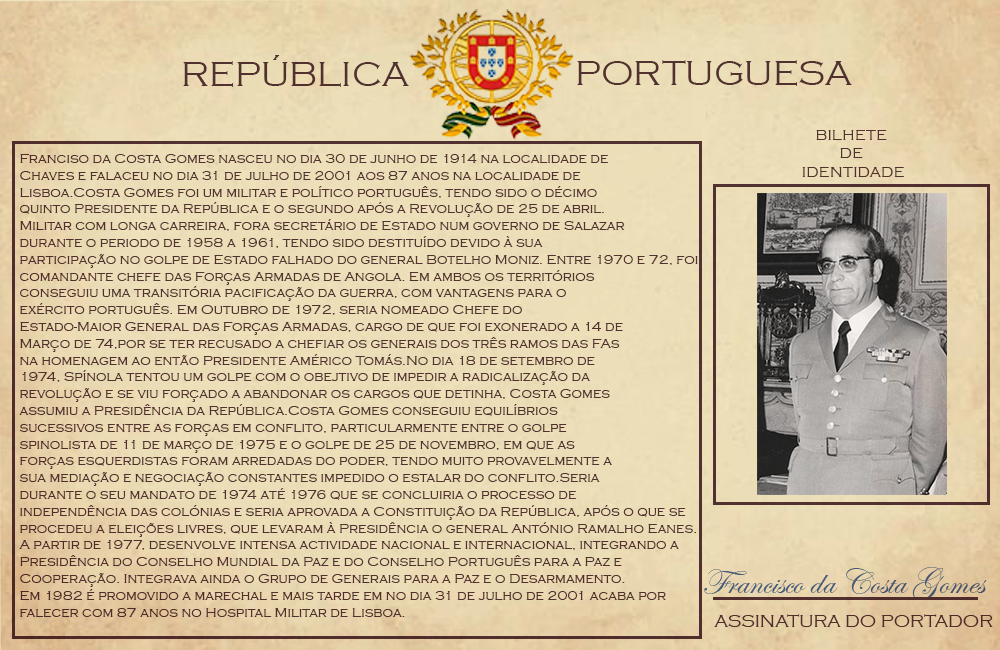 REPÚBLICA PORTUGUESA
BILHETE
DE
IDENTIDADE
Franciso da Costa Gomes nasceu no dia 30 de junho de 1914 na localidade de
Chaves e falaceu no dia 31 de julho de 2001 aos 87 anos na localidade de
Lisboa.Costa Gomes foi um militar e político português, tendo sido o décimo
quinto Presidente da República e o segundo após a Revolução de 25 de abril.
Militar com longa carreira, fora secretário de Estado num governo de Salazar
durante o periodo de 1958 a 1961, tendo sido destituído devido à sua
participação no golpe de Estado falhado do general Botelho Moniz. Entre 1970 e 72, foi
comandante chefe das Forças Armadas de Angola. Em ambos os territórios
conseguiu uma transitória pacificação da guerra, com vantagens para o
exército português. Em Outubro de 1972, seria nomeado Chefe do
Estado-Maior General das Forças Armadas, cargo de que foi exonerado a 14 de
Março de 74,por se ter recusado a chefiar os generais dos três ramos das FAs
na homenagem ao então Presidente Américo Tomás.No dia 18 de setembro de
1974, Spínola tentou um golpe com o obejtivo de impedir a radicalização da
revolução e se viu forçado a abandonar os cargos que detinha, Costa Gomes
assumiu a Presidência da República.Costa Gomes conseguiu equilíbrios
sucessivos entre as forças em conflito, particularmente entre o golpe
spinolista de 11 de março de 1975 e o golpe de 25 de novembro, em que as
forças esquerdistas foram arredadas do poder, tendo muito provavelmente a
sua mediação e negociação constantes impedido o estalar do conflito.Seria
durante o seu mandato de 1974 até 1976 que se concluiria o processo de
independência das colónias e seria aprovada a Constituição da República, após o que se
procedeu a eleições livres, que levaram à Presidência o general António Ramalho Eanes.
A partir de 1977, desenvolve intensa actividade nacional e internacional, integrando a
Presidência do Conselho Mundial da Paz e do Conselho Português para a Paz e
Cooperação. Integrava ainda o Grupo de Generais para a Paz e o Desarmamento.
Em 1982 é promovido a marechal e mais tarde em no dia 31 de julho de 2001 acaba por
falecer com 87 anos no Hospital Militar de Lisboa.
Francisco da Costa Gomes
ASSINATURA DO PORTADOR